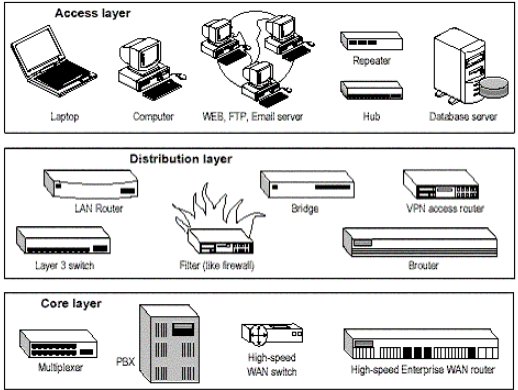 Access layer
Repeater
Laptop
Computer
WEB, FTP, Email server
Hub
Database server
Distribution layer
LAN Router
Bridge
VPN access router
Layer 3 switch
Filter (like firewall)
Brouter
Core layer
Multiplexer
PBX
High-speed
WAN switch
High-speed Enterprise WAN router